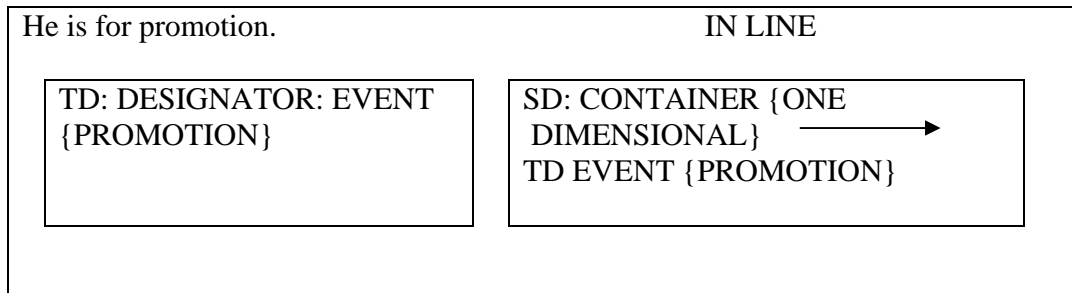 He is for promotion. IN LINE
TD: DESIGNATOR: EVENT
{PROMOTION}
SD: CONTAINER {ONE
DIMENSIONAL}
TD EVENT {PROMOTION}